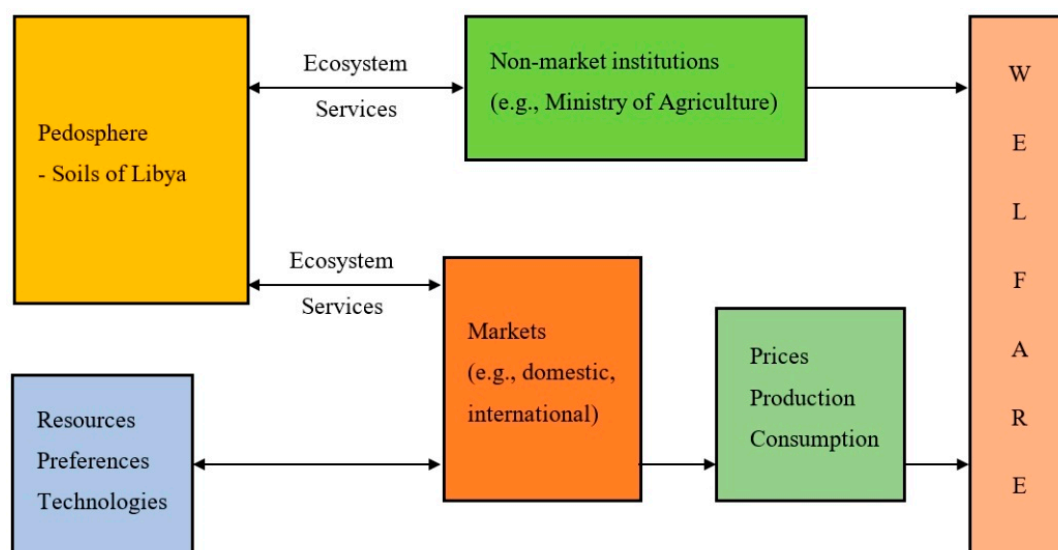 Pedosphere
- Soils of Libya
Ecosystem
Services
Non-market institutions
(e.g., Ministry of Agriculture)
Ecosystem
Services
Markets
(e.g., domestic,
international)
Resources
Preferences
Technologies
Prices
Production
Consumption
W
E
L
F
A
R
E